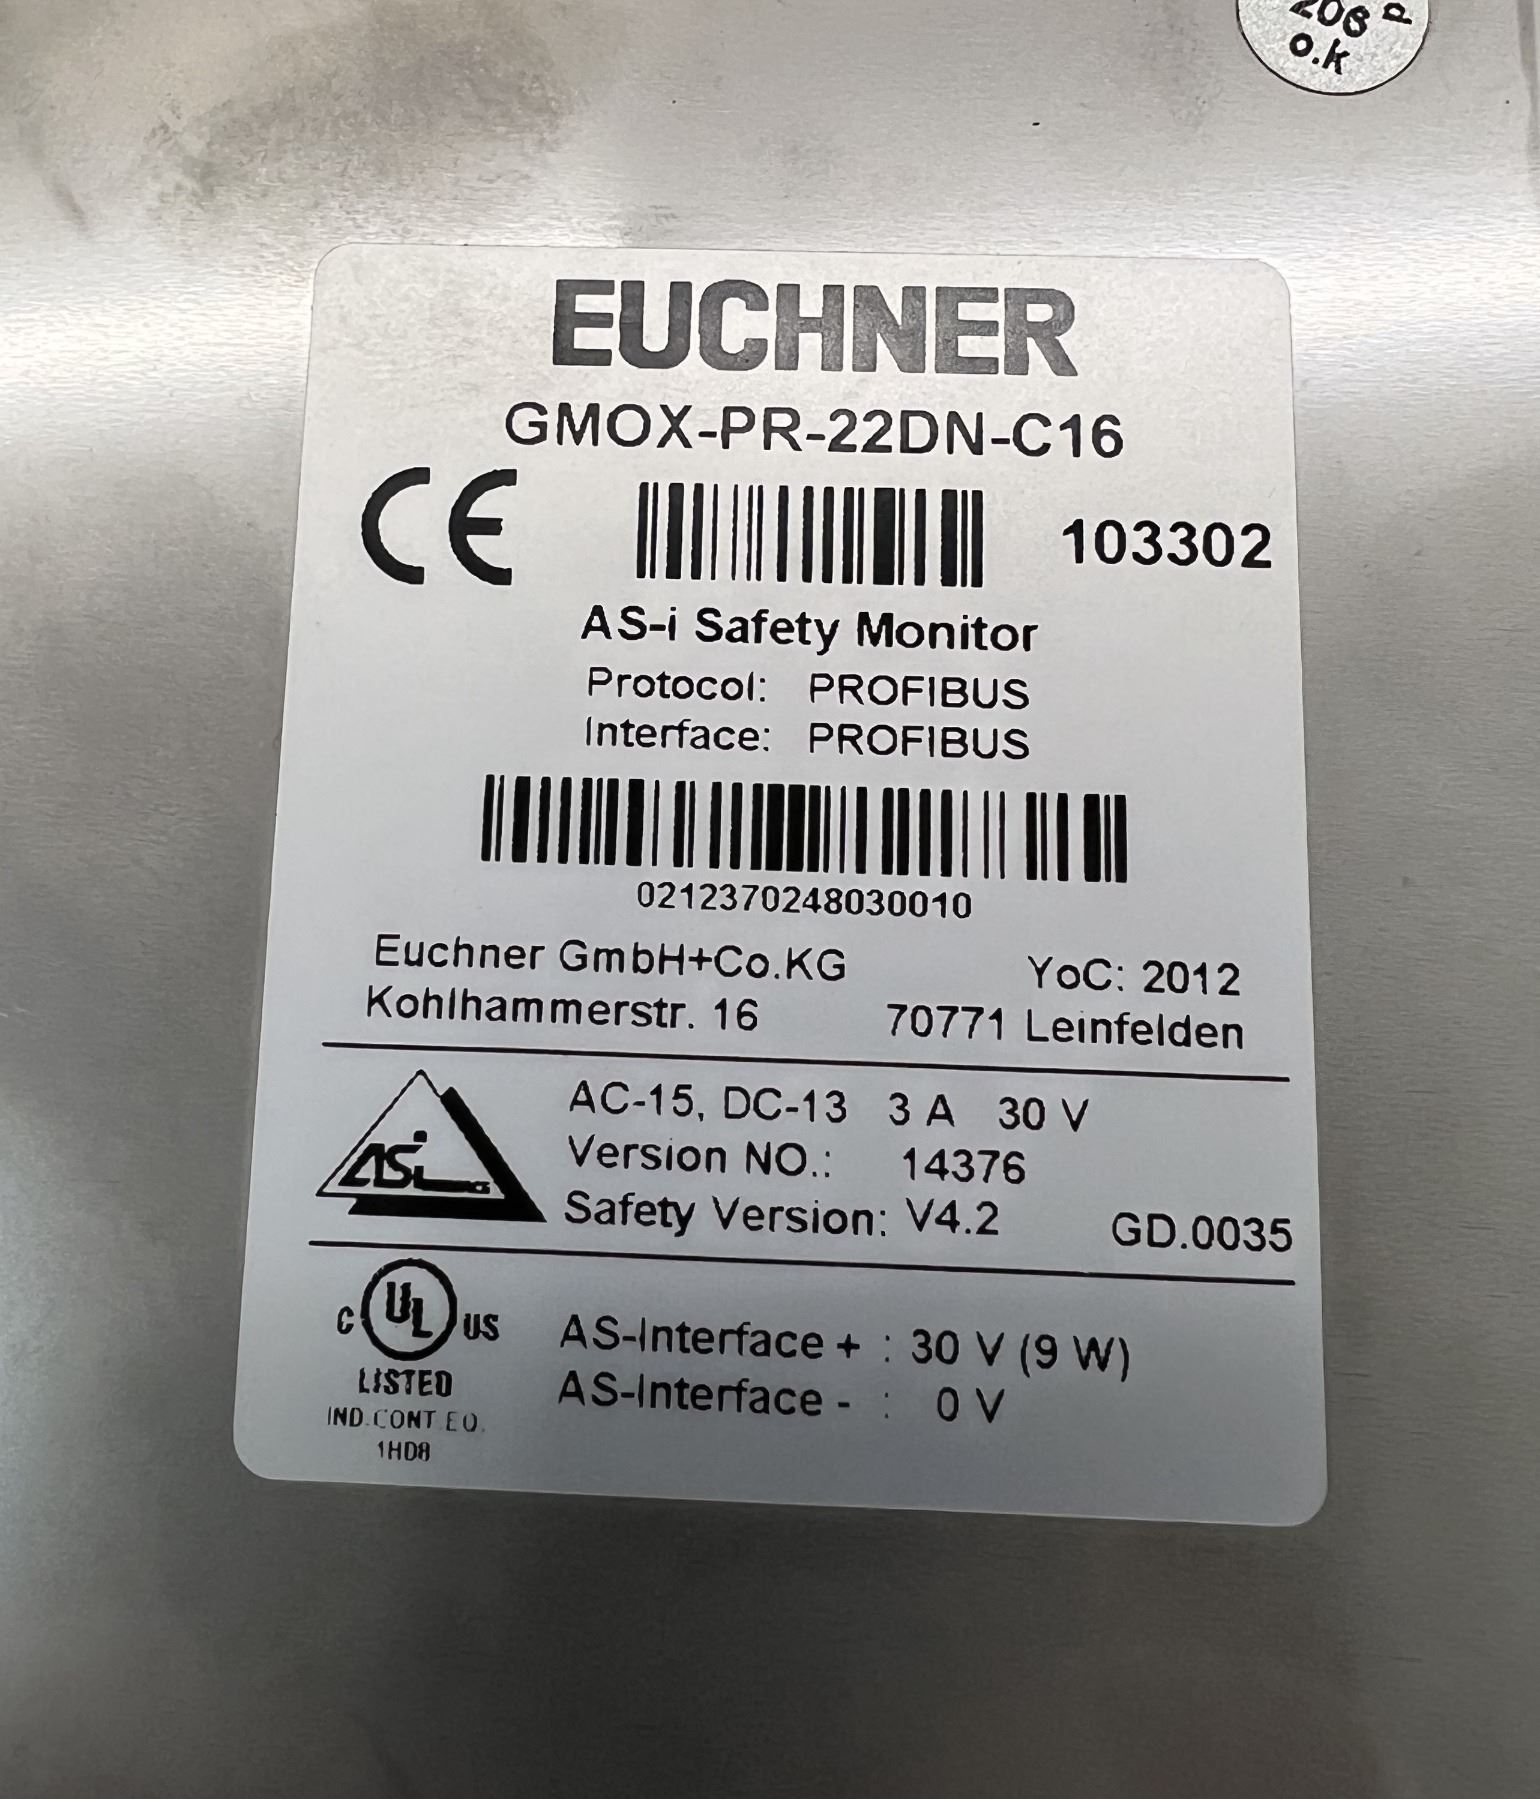 206 p
o.k
EUCHNER
GMOX-PR-22DN-C16
CE 103302
AS-i Safety Monitor
Protocol: PROFIBUS
Interface: PROFIBUS
0212370248030010
Euchner GmbH+Co.KG YoC: 2012
Kohlhammerstr. 16 70771 Leinfelden
AC-15, DC-13 3 A 30 V
Version NO.: 14376
ASi Safety Version: V4.2 GD.0035
C UL US
LISTED
IND.CONT.EQ.
1HD8
AS-Interface + : 30 V (9 W)
AS-Interface - : 0 V